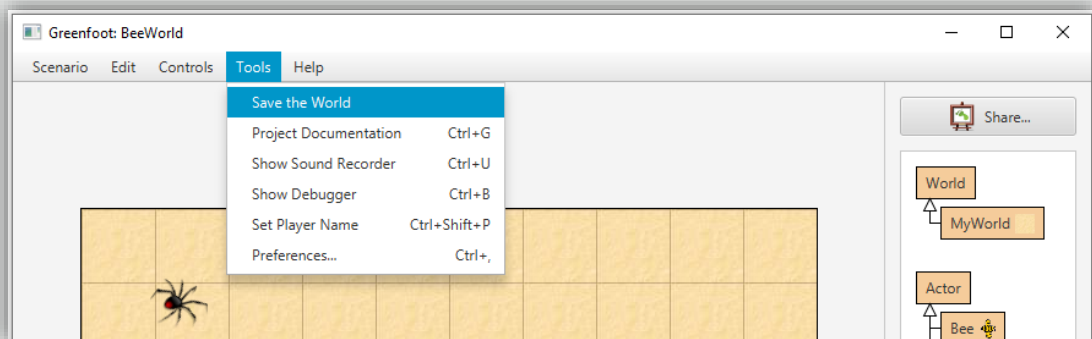 Greenfoot: BeeWorld
Scenario Edit Controls Tools Help
Save the World
Project Documentation Ctrl+G
Show Sound Recorder Ctrl+U
Show Debugger Ctrl+B
Set Player Name Ctrl+Shift+P
Preferences... Ctrl+,
Share...
World
MyWorld
Actor
Bee